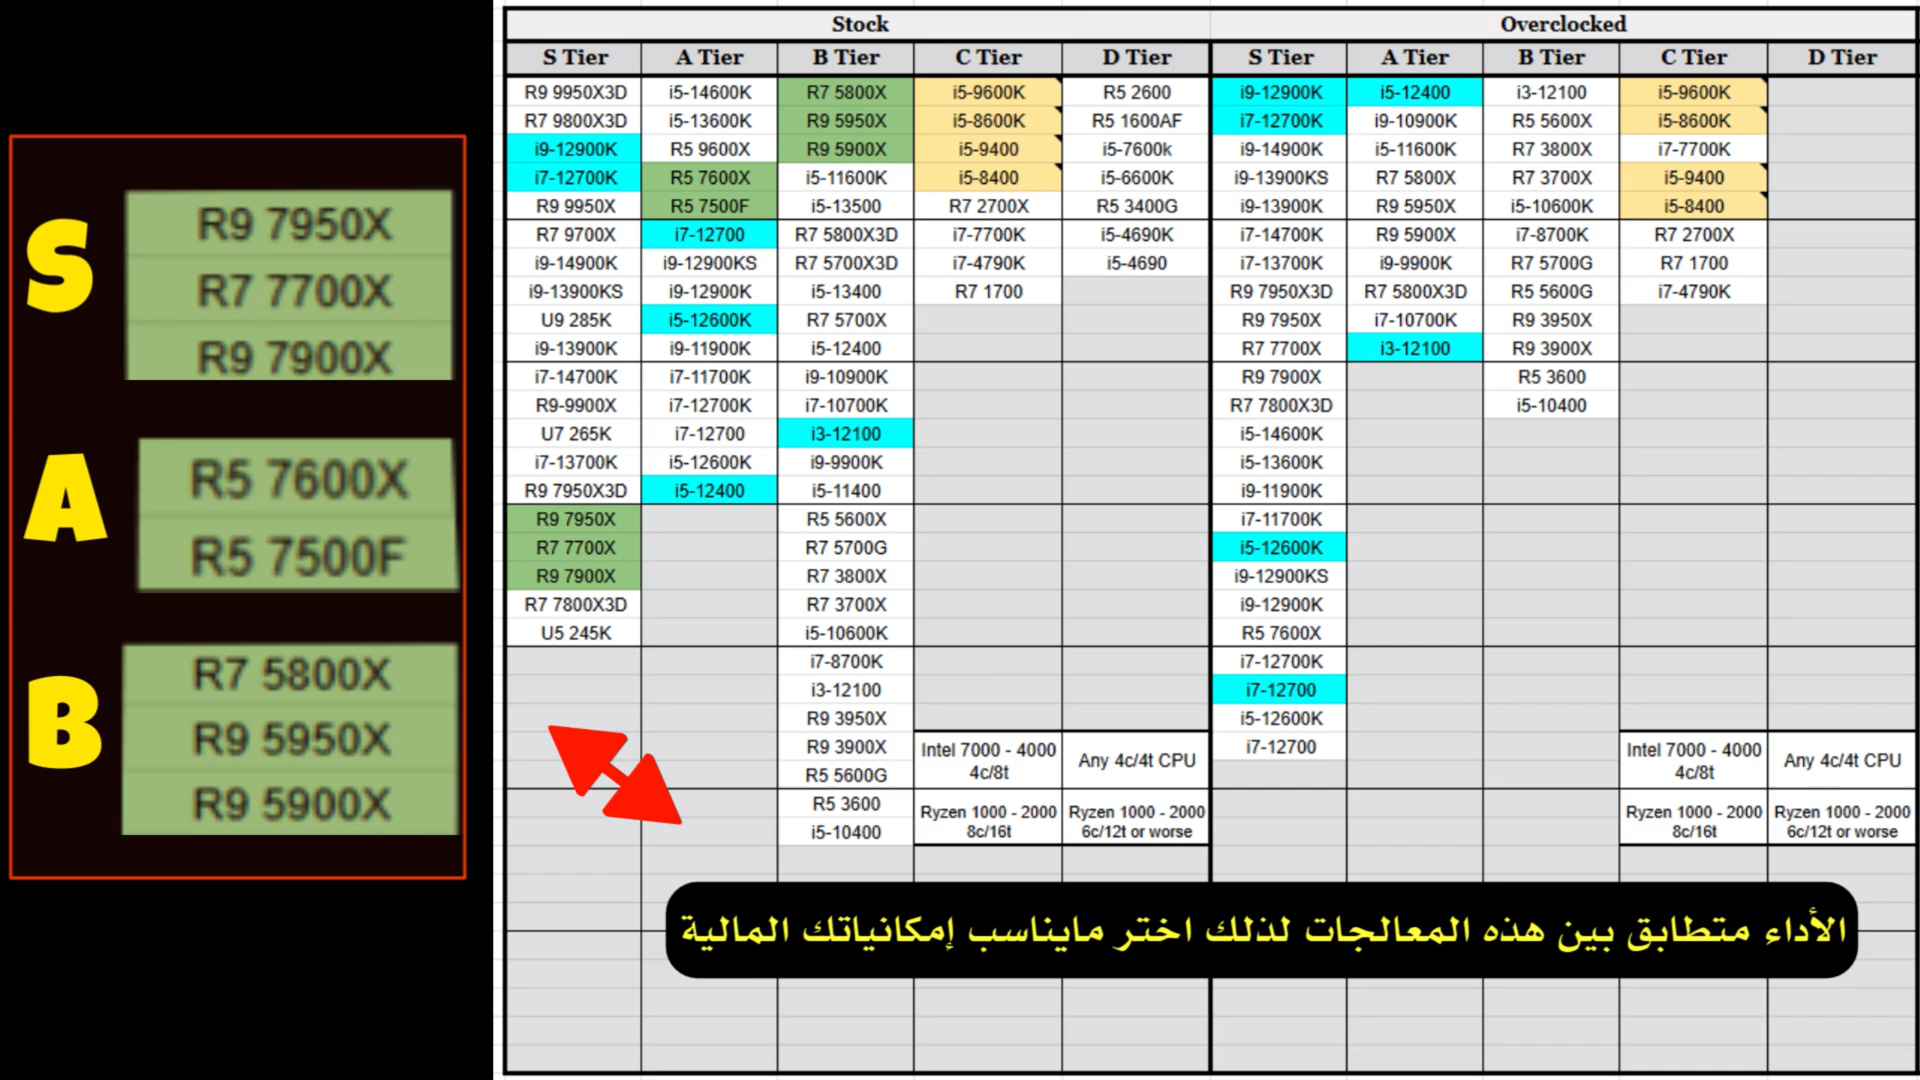 S
R9 7950X
R7 7700X
R9 7900X
A
R5 7600X
R5 7500F
B
R7 5800X
R9 5950X
R9 5900X
Stock Overclocked
S Tier A Tier B Tier C Tier D Tier S Tier A Tier B Tier C Tier D Tier
R9 9950X3D i5-14600K R7 5800X i5-9600K R5 2600 i9-12900K i5-12400 i3-12100 i5-9600K
R7 9800X3D i5-13600K R9 5950X i5-8600K R5 1600AF i7-12700K i9-10900K R5 5600X i5-8600K
i9-12900K R5 9600X R9 5900X i5-9400 i5-7600k i9-14900K i5-11600K R7 3800X i7-7700K
i7-12700K R5 7600X i5-11600K i5-8400 i5-6600K i9-13900KS R7 5800X R7 3700X i5-9400
R9 9950X R5 7500F i5-13500 R7 2700X R5 3400G i9-13900K R9 5950X i5-10600K i5-8400
R7 9700X i7-12700 R7 5800X3D i7-7700K i5-4690K i7-14700K R9 5900X i7-8700K R7 2700X
i9-14900K i9-12900KS R7 5700X3D i7-4790K i5-4690 i7-13700K i9-9900K R7 5700G R7 1700
i9-13900KS i9-12900K i5-13400 R7 1700 R9 7950X3D R7 5800X3D R5 5600G i7-4790K
U9 285K i5-12600K R7 5700X R9 7950X i7-10700K R9 3950X
i9-13900K i9-11900K i5-12400 R7 7700X i3-12100 R9 3900X
i7-14700K i7-11700K i9-10900K R9 7900X R5 3600
R9-9900X i7-12700K i7-10700K R7 7800X3D i5-10400
U7 265K i7-12700 i3-12100 i5-14600K
i7-13700K i5-12600K i9-9900K i5-13600K
R9 7950X3D i5-12400 i5-11400 i9-11900K
R9 7950X R5 5600X i7-11700K
R7 7700X R7 5700G i5-12600K
R9 7900X R7 3800X i9-12900KS
R7 7800X3D R7 3700X i9-12900K
U5 245K i5-10600K R5 7600X
i7-8700K i7-12700K
i3-12100 i7-12700
R9 3950X i5-12600K
R9 3900X i7-12700
R5 5600G
R5 3600
i5-10400
Intel 7000 - 4000
4c/8t
Any 4c/4t CPU
Ryzen 1000 - 2000
8c/16t
Ryzen 1000 - 2000
6c/12t or worse
Intel 7000 - 4000
4c/8t
Any 4c/4t CPU
Ryzen 1000 - 2000
8c/16t
Ryzen 1000 - 2000
6c/12t or worse
الأداء متطابق بين هذه المعالجات لذلك اختر مايناسب إمكانياتك المالية